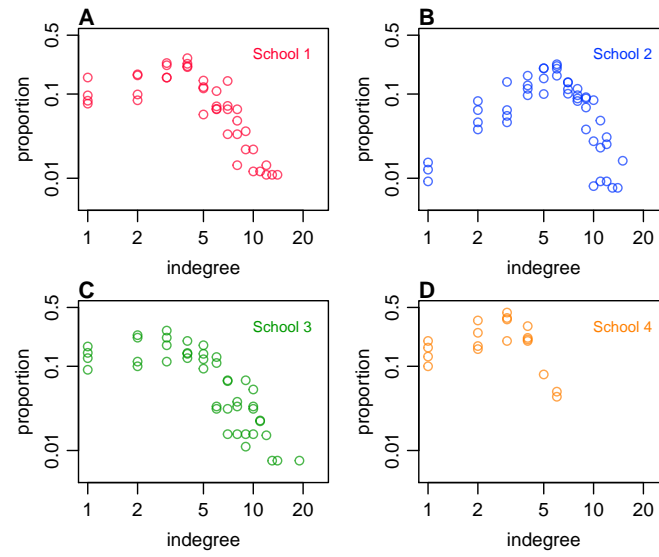 A
B
0.5
0.1
0.01
proportion
School 1
1
2
5
10
20
indegree
0.5
0.1
0.01
proportion
School 2
1
2
5
10
20
indegree
C
D
0.5
0.1
0.01
proportion
School 3
1
2
5
10
20
indegree
0.5
0.1
0.01
proportion
School 4
1
2
5
10
20
indegree